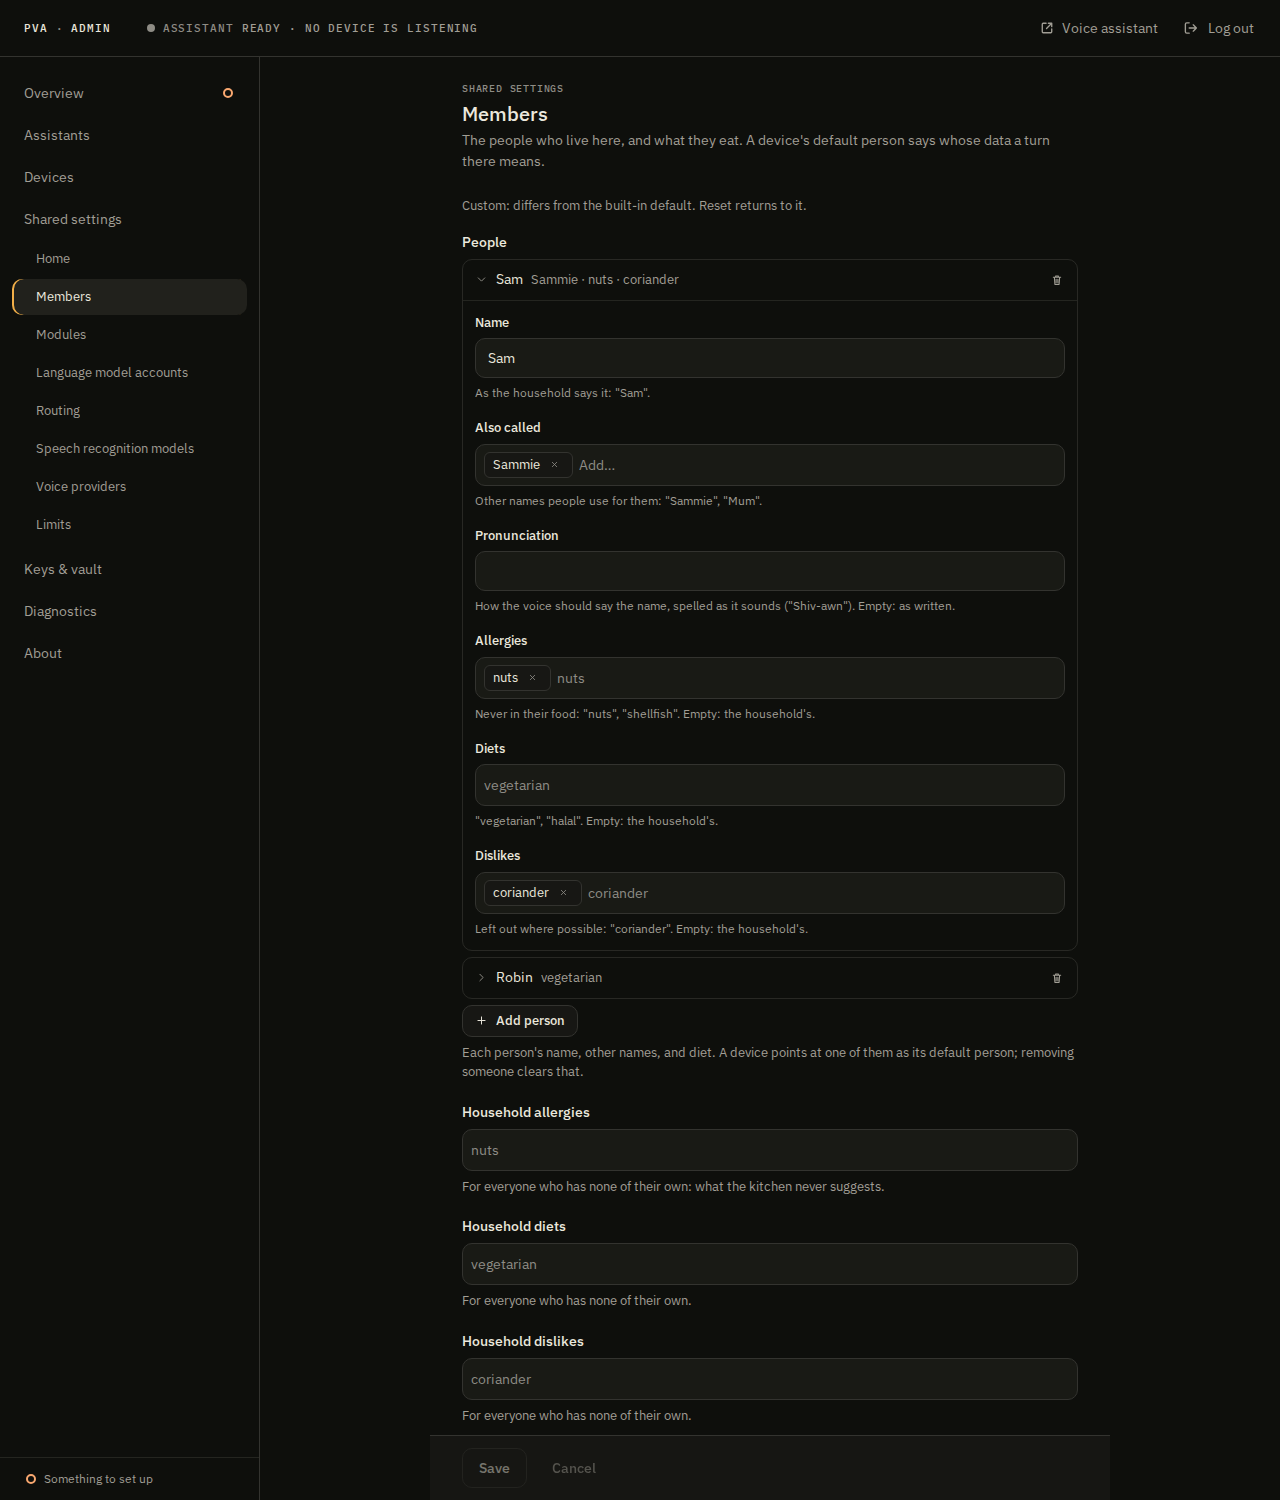 PVA · ADMIN
ASSISTANT READY · NO DEVICE IS LISTENING
Voice assistant
Log out
Overview
Assistants
Devices
Shared settings
Home
Members
Modules
Language model accounts
Routing
Speech recognition models
Voice providers
Limits
Keys & vault
Diagnostics
About
Something to set up
SHARED SETTINGS
Members
The people who live here, and what they eat. A device's default person says whose data a turn
there means.
Custom: differs from the built-in default. Reset returns to it.
People
Sam Sammie · nuts · coriander
Name
Sam
As the household says it: "Sam".
Also called
Sammie × Add...
Other names people use for them: "Sammie", "Mum".
Pronunciation
How the voice should say the name, spelled as it sounds ("Shiv-awn"). Empty: as written.
Allergies
nuts × nuts
Never in their food: "nuts", "shellfish". Empty: the household's.
Diets
vegetarian
"vegetarian", "halal". Empty: the household's.
Dislikes
coriander × coriander
Left out where possible: "coriander". Empty: the household's.
Robin vegetarian
+ Add person
Each person's name, other names, and diet. A device points at one of them as its default person; removing
someone clears that.
Household allergies
nuts
For everyone who has none of their own: what the kitchen never suggests.
Household diets
vegetarian
For everyone who has none of their own.
Household dislikes
coriander
For everyone who has none of their own.
Save
Cancel